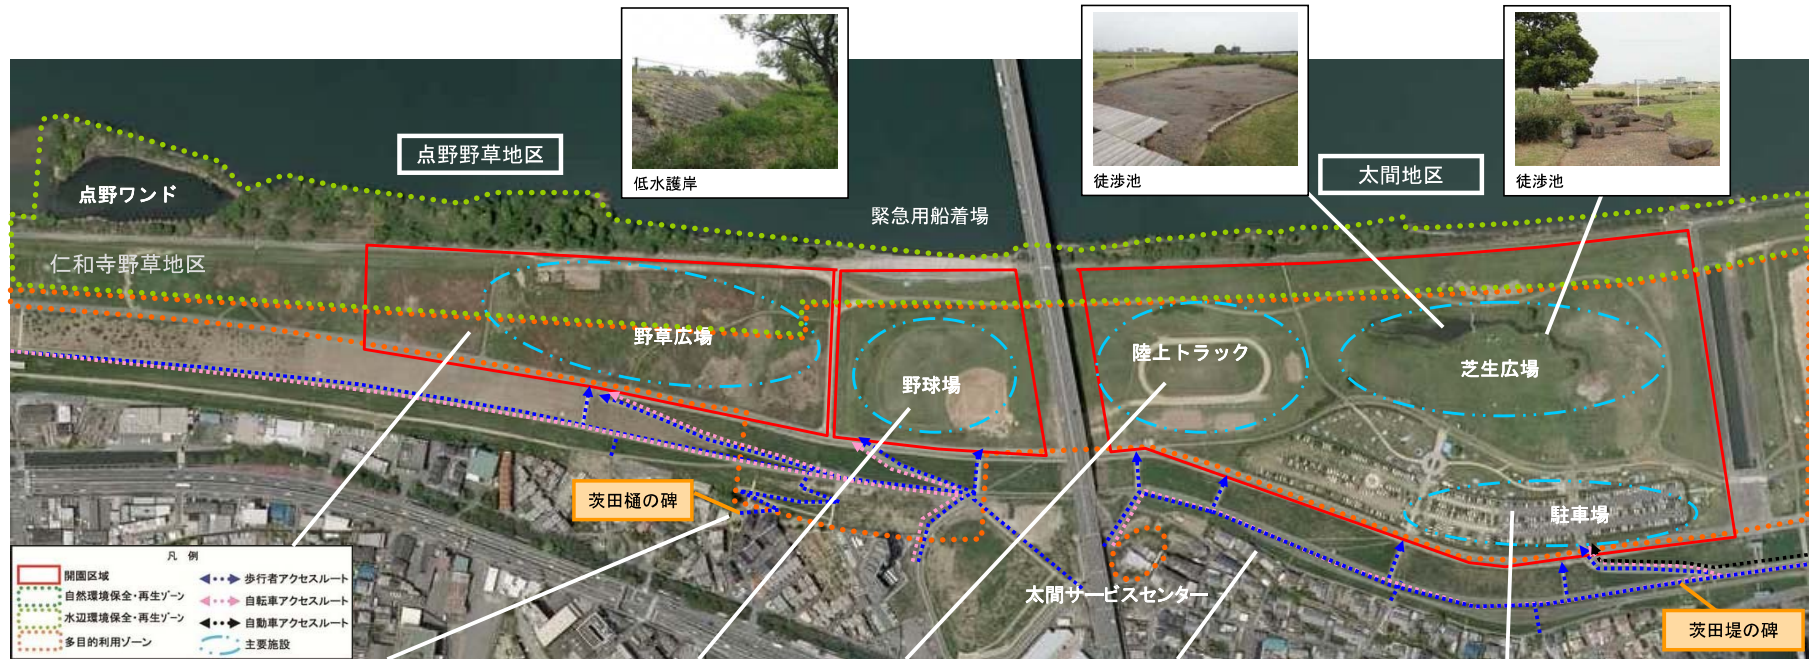 低水護岸
徒渉池
徒渉池
点野野草地区
太間地区
点野ワンド
緊急用船着場
仁和寺野草地区
野草広場
野球場
陸上トラック
芝生広場
駐車場
茨田樋の碑
太間サービスセンター
茨田堤の碑
凡 例
開園区域
自然環境保全・再生ゾーン
水辺環境保全・再生ゾーン
多目的利用ゾーン
歩行者アクセスルート
自転車アクセスルート
自動車アクセスルート
主要施設